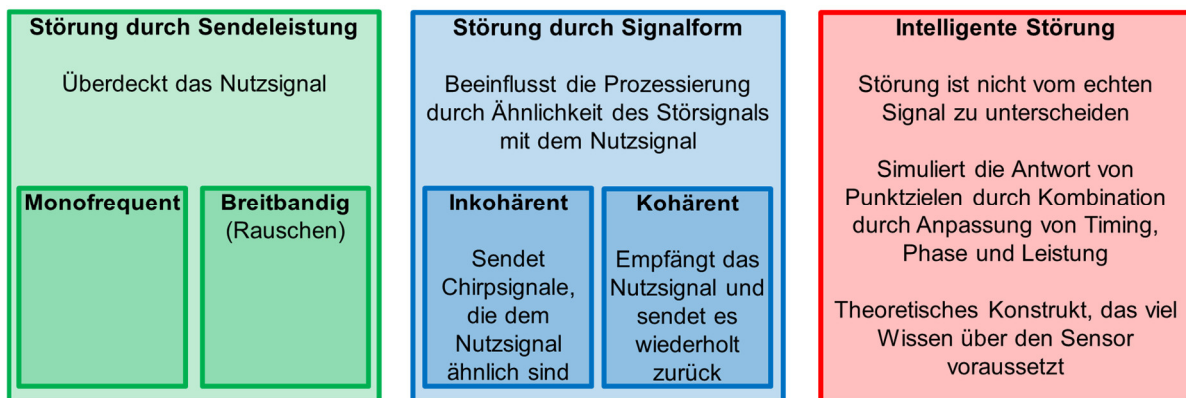 Störung durch Sendeleistung
Überdeckt das Nutzsignal
Monofrequent
Breitbandig
(Rauschen)
Störung durch Signalform
Beeinflusst die Prozessierung
durch Ähnlichkeit des Störsignals
mit dem Nutzsignal
Inkohärent
Sendet
Chirpsignale,
die dem
Nutzsignal
ähnlich sind
Kohärent
Empfängt das
Nutzsignal und
sendet es
wiederholt
zurück
Intelligente Störung
Störung ist nicht vom echten
Signal zu unterscheiden
Simuliert die Antwort von
Punktzielen durch Kombination
durch Anpassung von Timing,
Phase und Leistung
Theoretisches Konstrukt, das viel
Wissen über den Sensor
voraussetzt